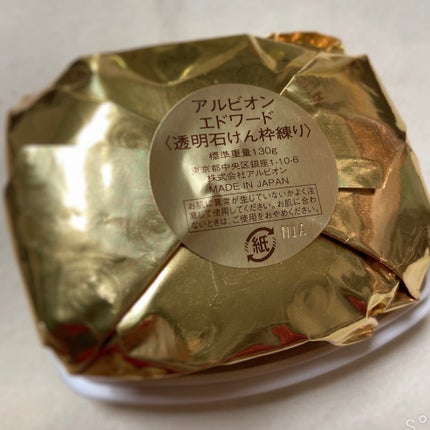 アルビオン
エドワード
〈透明石けん枠練り〉
標準重量130g
東京都中央区銀座1-10-6
株式会社アルビオン
MADE IN JAPAN
お肌に異常が生じていないかよく注
意して使用してください。お肌に合わ
ないときは、ご使用をおやめください。
紙